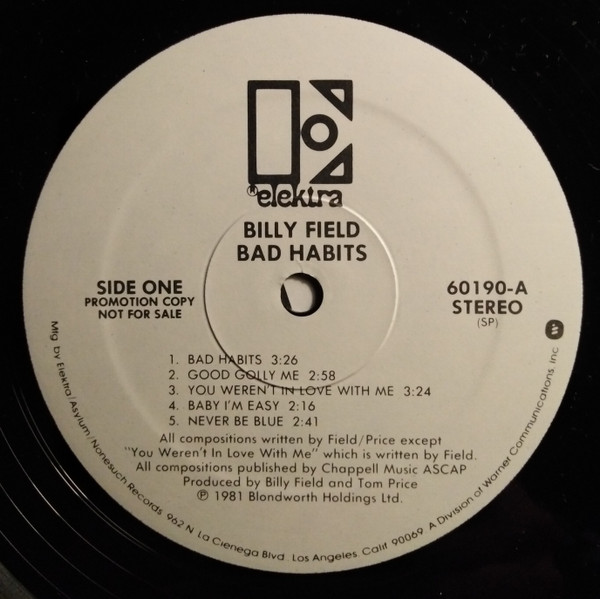 ® elektra
BILLY FIELD
BAD HABITS
SIDE ONE
PROMOTION COPY
NOT FOR SALE
60190-A
STEREO
(SP)
1. BAD HABITS 3:26
2. GOOD GOLLY ME 2:58
3. YOU WEREN'T IN LOVE WITH ME 3:24
4. BABY I'M EASY 2:16
5. NEVER BE BLUE 2:41
All compositions written by Field/Price except
"You Weren't In Love With Me" which is written by Field.
All compositions published by Chappell Music ASCAP
Produced by Billy Field and Tom Price
℗ 1981 Blondworth Holdings Ltd.
Mfg. by Elektra/Asylum/Nonesuch Records 962 N. La Cienega Blvd. Los Angeles, Calif. 90069. A Division of Warner Communications, Inc.